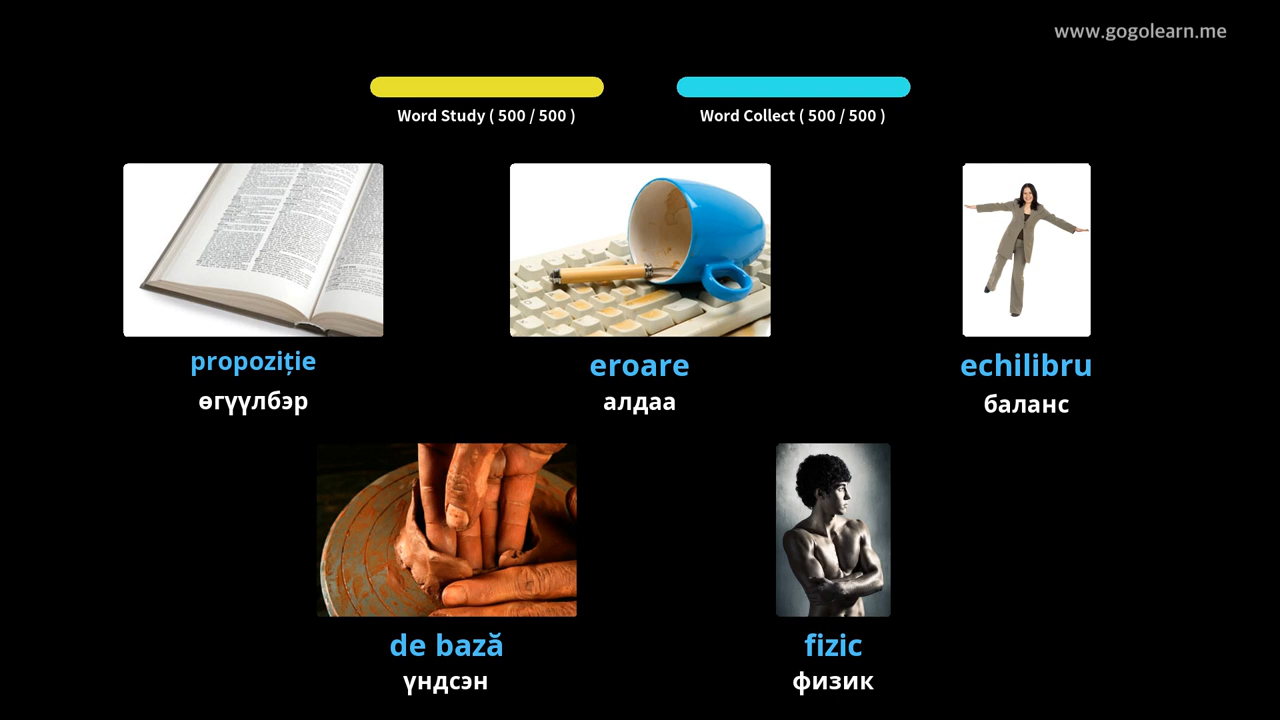 www.gogolearn.me
Word Study ( 500 / 500 )
Word Collect ( 500 / 500 )
propoziție
өгүүлбэр
eroare
алдаа
echilibru
баланс
de bază
үндсэн
fizic
физик